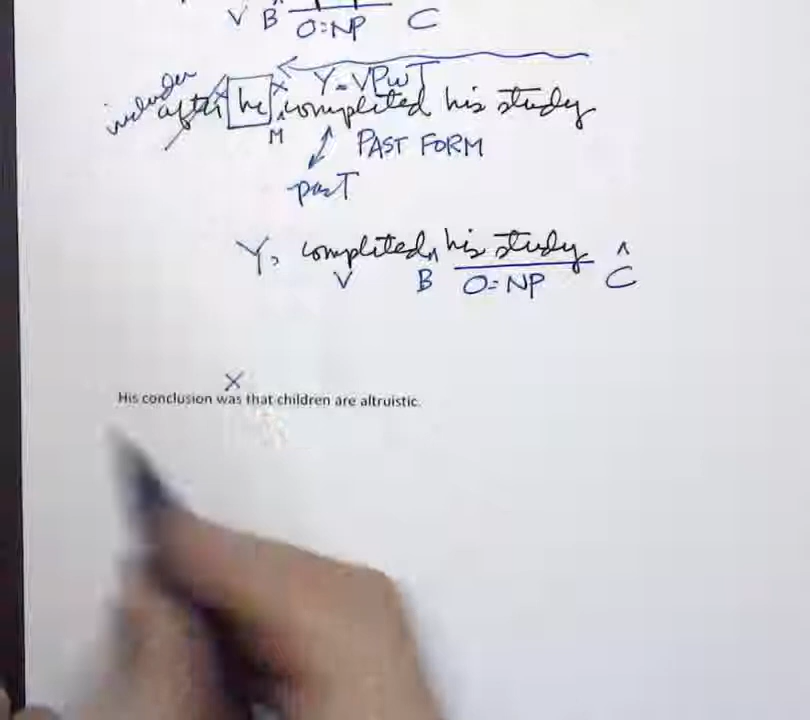 V B O=NP C
Y=VPwT
includer after he completed his study
M PAST FORM
past
Y, completed his study
V B O=NP C
X
His conclusion was that children are altruistic.